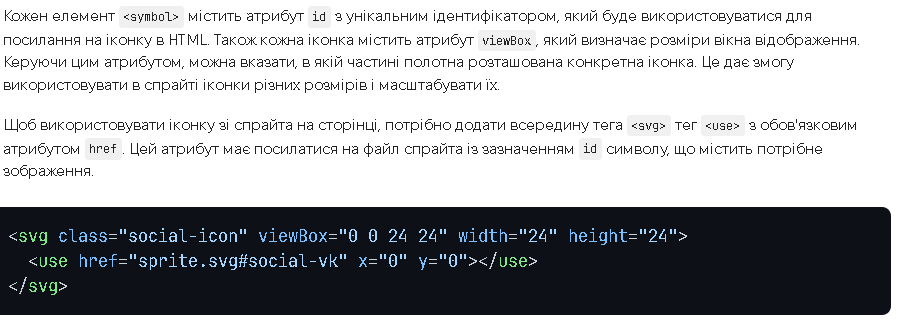 Кожен елемент <symbol> містить атрибут id з унікальним ідентифікатором, який буде використовуватися для
посилання на іконку в HTML. Також кожна іконка містить атрибут viewBox, який визначає розміри вікна відображення.
Керуючи цим атрибутом, можна вказати, в якій частині полотна розташована конкретна іконка. Це дає змогу
використовувати в спрайті іконки різних розмірів і масштабувати їх.
Щоб використовувати іконку зі спрайта на сторінці, потрібно додати всередину тега <svg> тег <use> з обов'язковим
атрибутом href. Цей атрибут має посилатися на файл спрайта із зазначенням id символу, що містить потрібне
зображення.
<svg class="social-icon" viewBox="0 0 24 24" width="24" height="24">
  <use href="sprite.svg#social-vk" x="0" y="0"></use>
</svg>